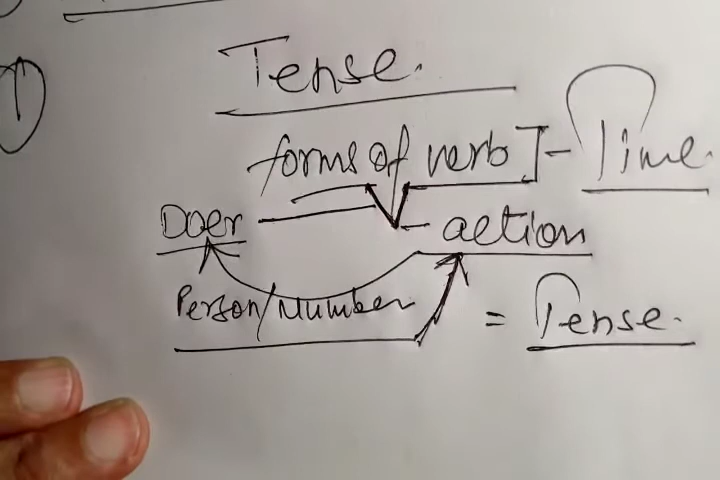 Tense.
forms of verb] - Time.
Doer - V - action
Person/Number = Tense.